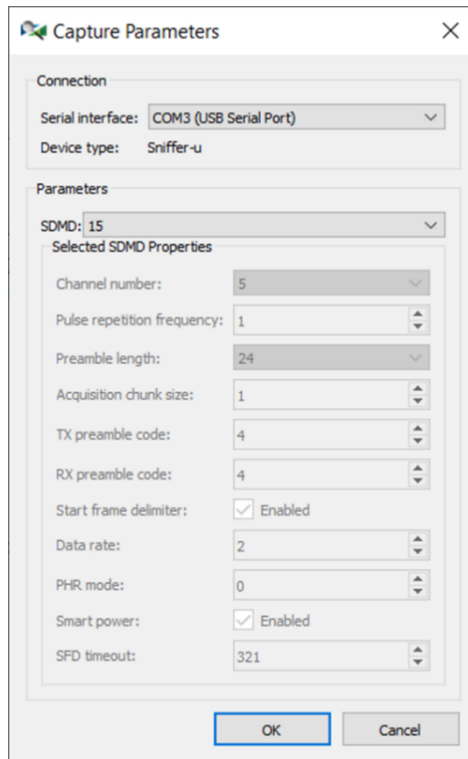 Capture Parameters
Connection
Serial interface: COM3 (USB Serial Port)
Device type: Sniffer-u
Parameters
SDMD: 15
Selected SDMD Properties
Channel number: 5
Pulse repetition frequency: 1
Preamble length: 24
Acquisition chunk size: 1
TX preamble code: 4
RX preamble code: 4
Start frame delimiter: Enabled
Data rate: 2
PHR mode: 0
Smart power: Enabled
SFD timeout: 321
OK Cancel